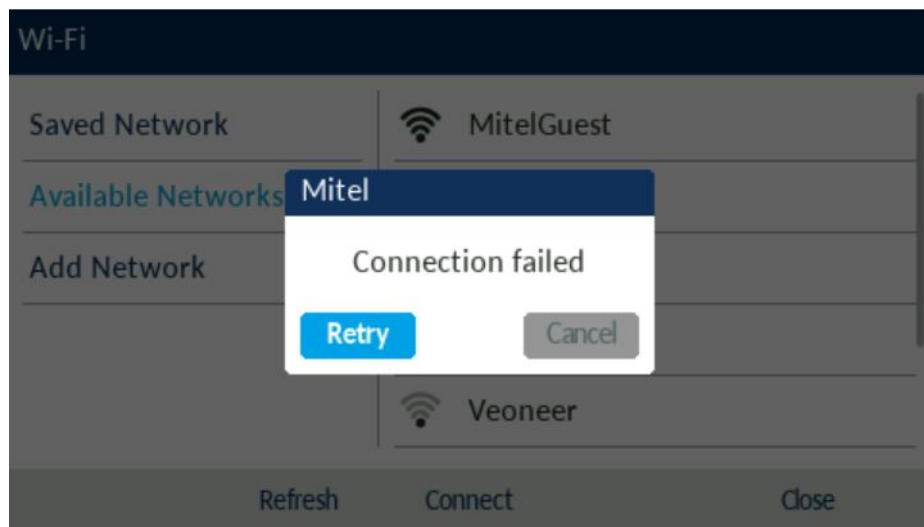 Wi-Fi
Saved Network
MitelGuest
Available Networks
Mitel
Add Network
Connection failed
Retry
Cancel
Veoneer
Refresh
Connect
Close